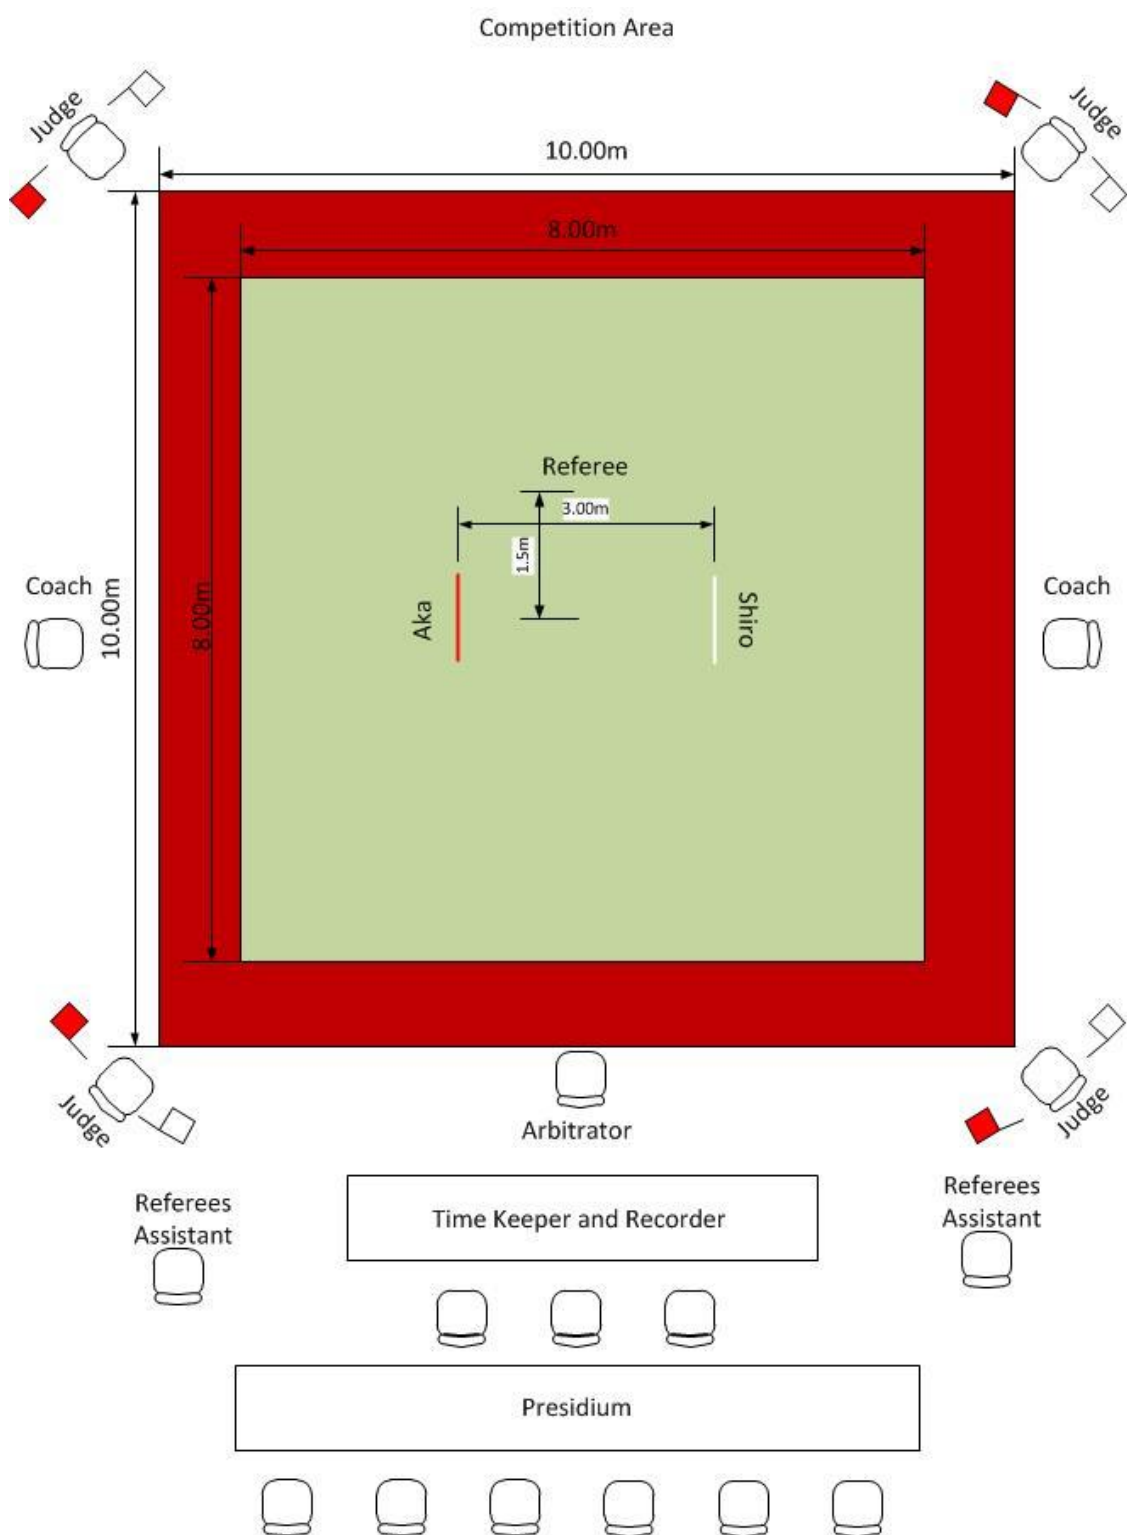 Competition Area
Judge
Judge
10.00m
8.00m
Referee
3.00m
1.5m
Coach
Coach
10.00m
8.00m
Aka
Shiro
Judge
Judge
Arbitrator
Referees
Assistant
Time Keeper and Recorder
Referees
Assistant
Presidium